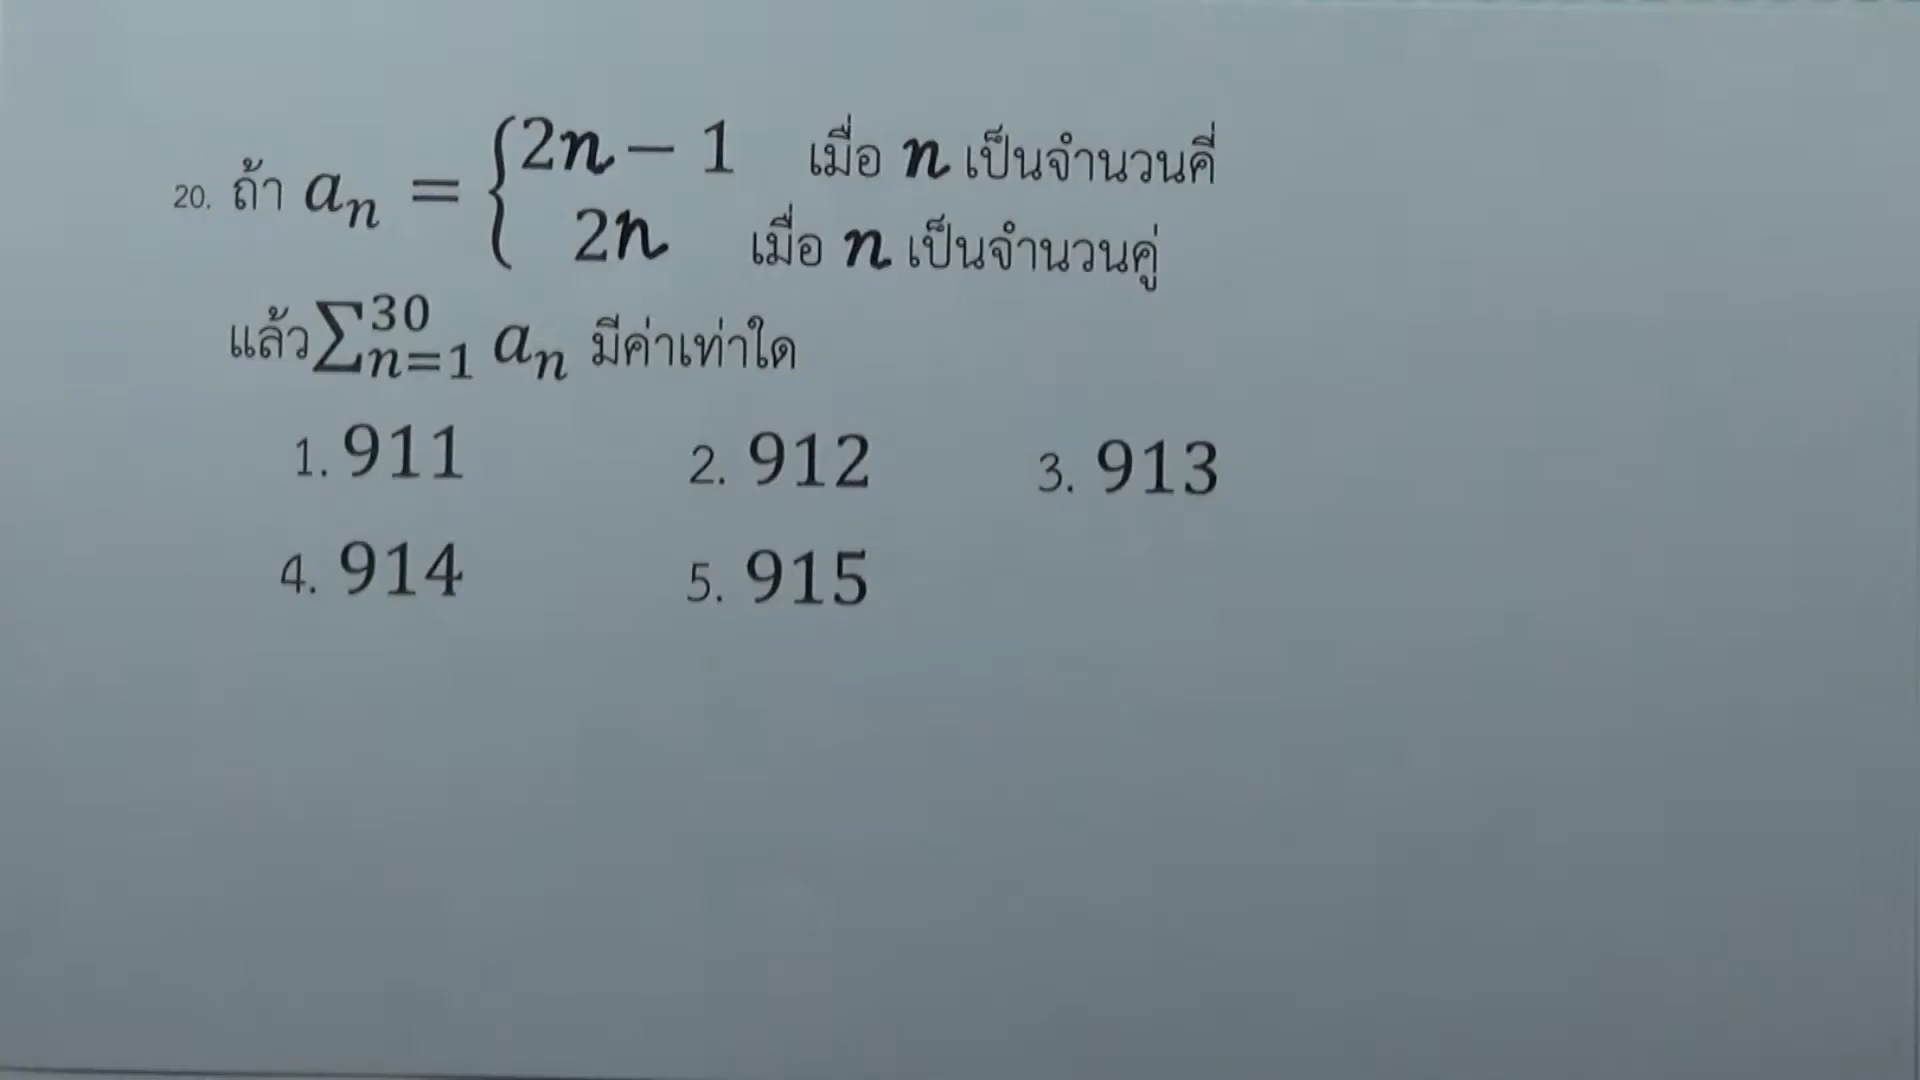 20. ถ้า aₙ = { 2n − 1 เมื่อ n เป็นจำนวนคี่
2n เมื่อ n เป็นจำนวนคู่
แล้ว ∑³⁰ₙ₌₁ aₙ มีค่าเท่าใด
1. 911 2. 912 3. 913
4. 914 5. 915